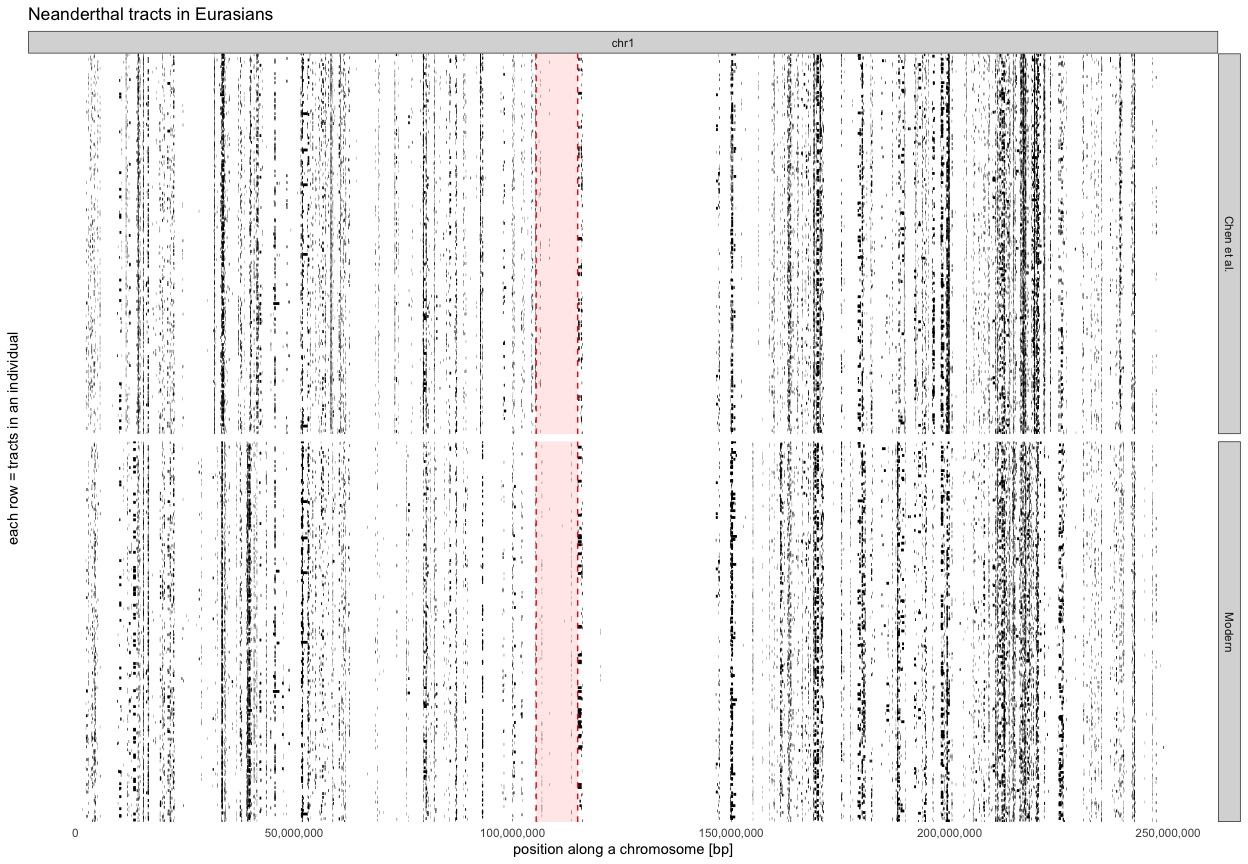 Neanderthal tracts in Eurasians
chr1
Chen et al.
Modern
each row = tracts in an individual
0 50,000,000 100,000,000 150,000,000 200,000,000 250,000,000
position along a chromosome [bp]